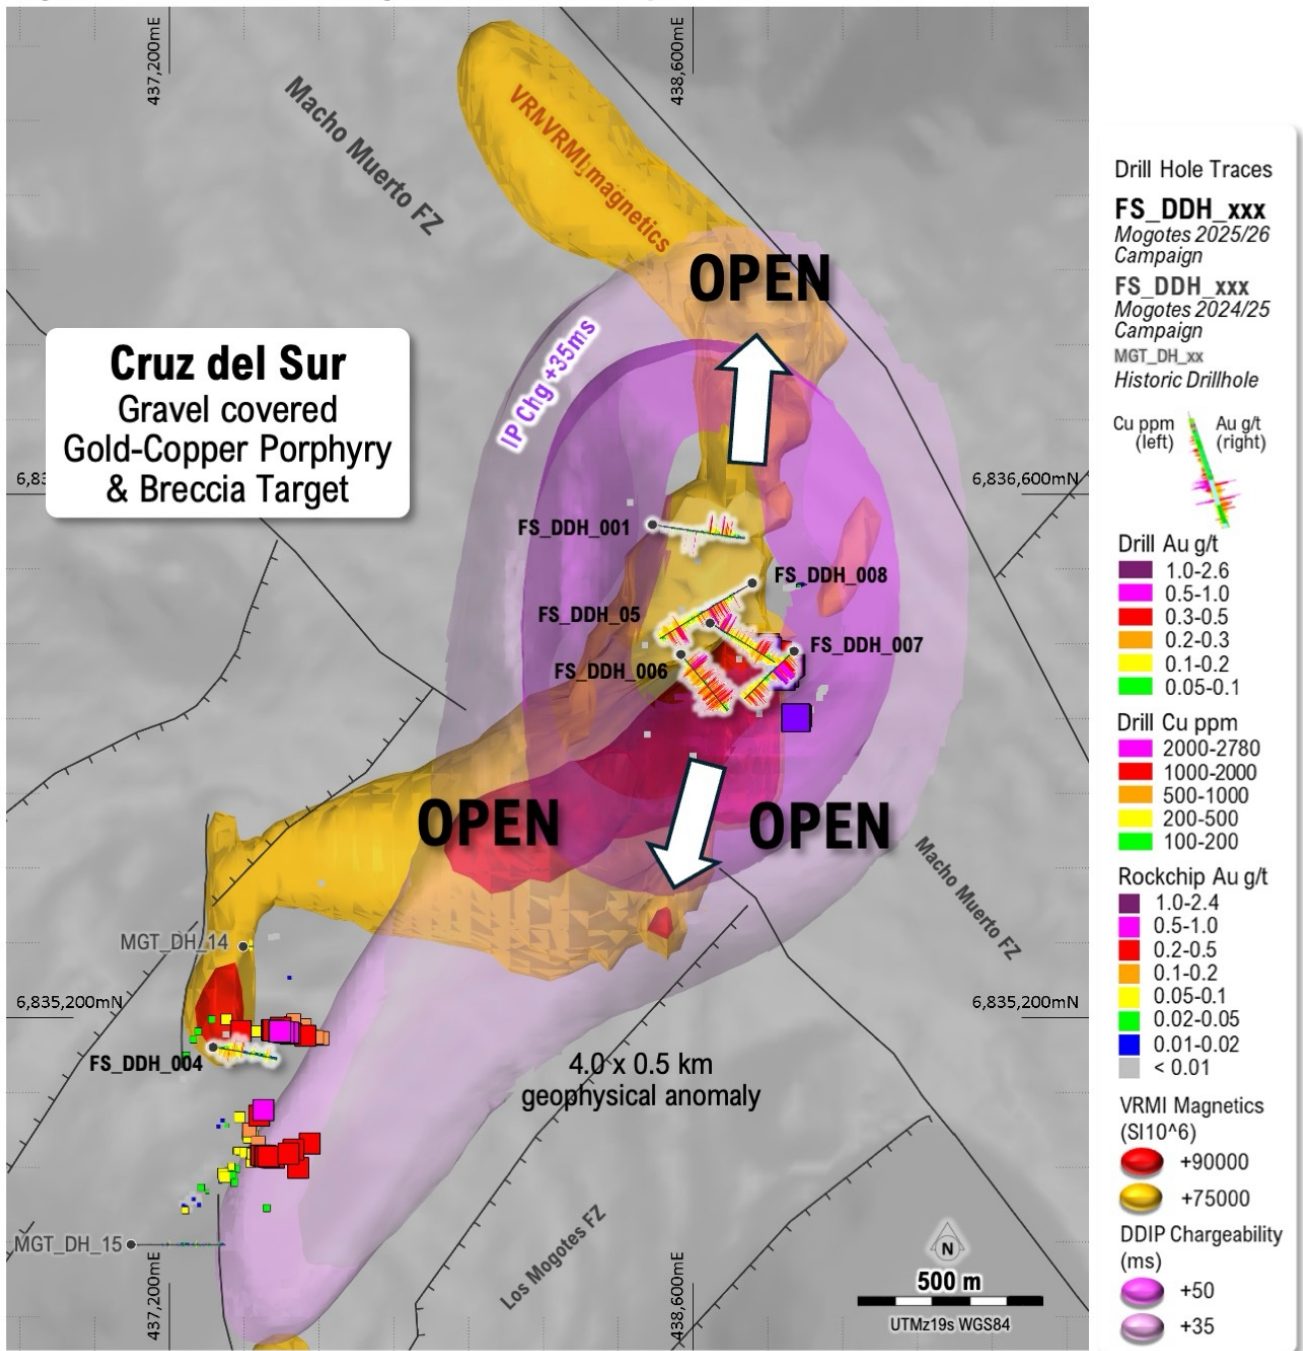 437,200mE
438,600mE
Macho Muerto FZ
VRMI magnetics
OPEN
IP Chg +35ms
Cruz del Sur
Gravel covered
Gold-Copper Porphyry
& Breccia Target
6,83
6,836,600mN
FS_DDH_001
FS_DDH_008
FS_DDH_05
FS_DDH_007
FS_DDH_006
OPEN
OPEN
Macho Muerto FZ
MGT_DH_14
6,835,200mN
6,835,200mN
FS_DDH_004
4.0 x 0.5 km
geophysical anomaly
Los Mogotes FZ
MGT_DH_15
437,200mE
438,600mE
N
500 m
UTMz19s WGS84
Drill Hole Traces
FS_DDH_xxx
Mogotes 2025/26
Campaign
FS_DDH_xxx
Mogotes 2024/25
Campaign
MGT_DH_xx
Historic Drillhole
Cu ppm
(left)
Au g/t
(right)
Drill Au g/t
1.0-2.6
0.5-1.0
0.3-0.5
0.2-0.3
0.1-0.2
0.05-0.1
Drill Cu ppm
2000-2780
1000-2000
500-1000
200-500
100-200
Rockchip Au g/t
1.0-2.4
0.5-1.0
0.2-0.5
0.1-0.2
0.05-0.1
0.02-0.05
0.01-0.02
< 0.01
VRMI Magnetics
(SI10^6)
+90000
+75000
DDIP Chargeability
(ms)
+50
+35